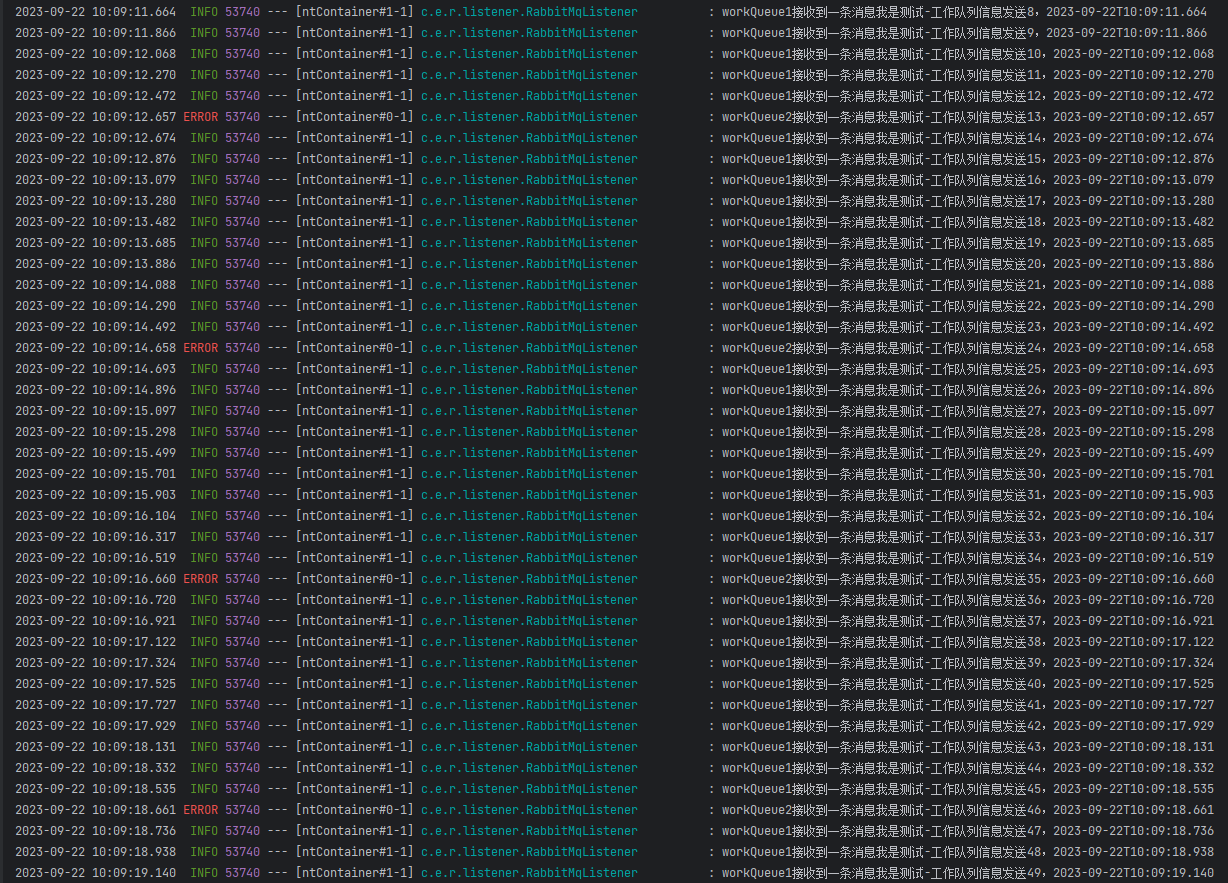 2023-09-22 10:09:11.664  INFO 53740 --- [ntContainer#1-1] c.e.r.listener.RabbitMqListener          : workQueue1接收到一条消息我是测试-工作队列信息发送8，2023-09-22T10:09:11.664
2023-09-22 10:09:11.866  INFO 53740 --- [ntContainer#1-1] c.e.r.listener.RabbitMqListener          : workQueue1接收到一条消息我是测试-工作队列信息发送9，2023-09-22T10:09:11.866
2023-09-22 10:09:12.068  INFO 53740 --- [ntContainer#1-1] c.e.r.listener.RabbitMqListener          : workQueue1接收到一条消息我是测试-工作队列信息发送10，2023-09-22T10:09:12.068
2023-09-22 10:09:12.270  INFO 53740 --- [ntContainer#1-1] c.e.r.listener.RabbitMqListener          : workQueue1接收到一条消息我是测试-工作队列信息发送11，2023-09-22T10:09:12.270
2023-09-22 10:09:12.472  INFO 53740 --- [ntContainer#1-1] c.e.r.listener.RabbitMqListener          : workQueue1接收到一条消息我是测试-工作队列信息发送12，2023-09-22T10:09:12.472
2023-09-22 10:09:12.657 ERROR 53740 --- [ntContainer#0-1] c.e.r.listener.RabbitMqListener          : workQueue2接收到一条消息我是测试-工作队列信息发送13，2023-09-22T10:09:12.657
2023-09-22 10:09:12.674  INFO 53740 --- [ntContainer#1-1] c.e.r.listener.RabbitMqListener          : workQueue1接收到一条消息我是测试-工作队列信息发送14，2023-09-22T10:09:12.674
2023-09-22 10:09:12.876  INFO 53740 --- [ntContainer#1-1] c.e.r.listener.RabbitMqListener          : workQueue1接收到一条消息我是测试-工作队列信息发送15，2023-09-22T10:09:12.876
2023-09-22 10:09:13.079  INFO 53740 --- [ntContainer#1-1] c.e.r.listener.RabbitMqListener          : workQueue1接收到一条消息我是测试-工作队列信息发送16，2023-09-22T10:09:13.079
2023-09-22 10:09:13.280  INFO 53740 --- [ntContainer#1-1] c.e.r.listener.RabbitMqListener          : workQueue1接收到一条消息我是测试-工作队列信息发送17，2023-09-22T10:09:13.280
2023-09-22 10:09:13.482  INFO 53740 --- [ntContainer#1-1] c.e.r.listener.RabbitMqListener          : workQueue1接收到一条消息我是测试-工作队列信息发送18，2023-09-22T10:09:13.482
2023-09-22 10:09:13.685  INFO 53740 --- [ntContainer#1-1] c.e.r.listener.RabbitMqListener          : workQueue1接收到一条消息我是测试-工作队列信息发送19，2023-09-22T10:09:13.685
2023-09-22 10:09:13.886  INFO 53740 --- [ntContainer#1-1] c.e.r.listener.RabbitMqListener          : workQueue1接收到一条消息我是测试-工作队列信息发送20，2023-09-22T10:09:13.886
2023-09-22 10:09:14.088  INFO 53740 --- [ntContainer#1-1] c.e.r.listener.RabbitMqListener          : workQueue1接收到一条消息我是测试-工作队列信息发送21，2023-09-22T10:09:14.088
2023-09-22 10:09:14.290  INFO 53740 --- [ntContainer#1-1] c.e.r.listener.RabbitMqListener          : workQueue1接收到一条消息我是测试-工作队列信息发送22，2023-09-22T10:09:14.290
2023-09-22 10:09:14.492  INFO 53740 --- [ntContainer#1-1] c.e.r.listener.RabbitMqListener          : workQueue1接收到一条消息我是测试-工作队列信息发送23，2023-09-22T10:09:14.492
2023-09-22 10:09:14.658 ERROR 53740 --- [ntContainer#0-1] c.e.r.listener.RabbitMqListener          : workQueue2接收到一条消息我是测试-工作队列信息发送24，2023-09-22T10:09:14.658
2023-09-22 10:09:14.693  INFO 53740 --- [ntContainer#1-1] c.e.r.listener.RabbitMqListener          : workQueue1接收到一条消息我是测试-工作队列信息发送25，2023-09-22T10:09:14.693
2023-09-22 10:09:14.896  INFO 53740 --- [ntContainer#1-1] c.e.r.listener.RabbitMqListener          : workQueue1接收到一条消息我是测试-工作队列信息发送26，2023-09-22T10:09:14.896
2023-09-22 10:09:15.097  INFO 53740 --- [ntContainer#1-1] c.e.r.listener.RabbitMqListener          : workQueue1接收到一条消息我是测试-工作队列信息发送27，2023-09-22T10:09:15.097
2023-09-22 10:09:15.298  INFO 53740 --- [ntContainer#1-1] c.e.r.listener.RabbitMqListener          : workQueue1接收到一条消息我是测试-工作队列信息发送28，2023-09-22T10:09:15.298
2023-09-22 10:09:15.499  INFO 53740 --- [ntContainer#1-1] c.e.r.listener.RabbitMqListener          : workQueue1接收到一条消息我是测试-工作队列信息发送29，2023-09-22T10:09:15.499
2023-09-22 10:09:15.701  INFO 53740 --- [ntContainer#1-1] c.e.r.listener.RabbitMqListener          : workQueue1接收到一条消息我是测试-工作队列信息发送30，2023-09-22T10:09:15.701
2023-09-22 10:09:15.903  INFO 53740 --- [ntContainer#1-1] c.e.r.listener.RabbitMqListener          : workQueue1接收到一条消息我是测试-工作队列信息发送31，2023-09-22T10:09:15.903
2023-09-22 10:09:16.104  INFO 53740 --- [ntContainer#1-1] c.e.r.listener.RabbitMqListener          : workQueue1接收到一条消息我是测试-工作队列信息发送32，2023-09-22T10:09:16.104
2023-09-22 10:09:16.317  INFO 53740 --- [ntContainer#1-1] c.e.r.listener.RabbitMqListener          : workQueue1接收到一条消息我是测试-工作队列信息发送33，2023-09-22T10:09:16.317
2023-09-22 10:09:16.519  INFO 53740 --- [ntContainer#1-1] c.e.r.listener.RabbitMqListener          : workQueue1接收到一条消息我是测试-工作队列信息发送34，2023-09-22T10:09:16.519
2023-09-22 10:09:16.660 ERROR 53740 --- [ntContainer#0-1] c.e.r.listener.RabbitMqListener          : workQueue2接收到一条消息我是测试-工作队列信息发送35，2023-09-22T10:09:16.660
2023-09-22 10:09:16.720  INFO 53740 --- [ntContainer#1-1] c.e.r.listener.RabbitMqListener          : workQueue1接收到一条消息我是测试-工作队列信息发送36，2023-09-22T10:09:16.720
2023-09-22 10:09:16.921  INFO 53740 --- [ntContainer#1-1] c.e.r.listener.RabbitMqListener          : workQueue1接收到一条消息我是测试-工作队列信息发送37，2023-09-22T10:09:16.921
2023-09-22 10:09:17.122  INFO 53740 --- [ntContainer#1-1] c.e.r.listener.RabbitMqListener          : workQueue1接收到一条消息我是测试-工作队列信息发送38，2023-09-22T10:09:17.122
2023-09-22 10:09:17.324  INFO 53740 --- [ntContainer#1-1] c.e.r.listener.RabbitMqListener          : workQueue1接收到一条消息我是测试-工作队列信息发送39，2023-09-22T10:09:17.324
2023-09-22 10:09:17.525  INFO 53740 --- [ntContainer#1-1] c.e.r.listener.RabbitMqListener          : workQueue1接收到一条消息我是测试-工作队列信息发送40，2023-09-22T10:09:17.525
2023-09-22 10:09:17.727  INFO 53740 --- [ntContainer#1-1] c.e.r.listener.RabbitMqListener          : workQueue1接收到一条消息我是测试-工作队列信息发送41，2023-09-22T10:09:17.727
2023-09-22 10:09:17.929  INFO 53740 --- [ntContainer#1-1] c.e.r.listener.RabbitMqListener          : workQueue1接收到一条消息我是测试-工作队列信息发送42，2023-09-22T10:09:17.929
2023-09-22 10:09:18.131  INFO 53740 --- [ntContainer#1-1] c.e.r.listener.RabbitMqListener          : workQueue1接收到一条消息我是测试-工作队列信息发送43，2023-09-22T10:09:18.131
2023-09-22 10:09:18.332  INFO 53740 --- [ntContainer#1-1] c.e.r.listener.RabbitMqListener          : workQueue1接收到一条消息我是测试-工作队列信息发送44，2023-09-22T10:09:18.332
2023-09-22 10:09:18.535  INFO 53740 --- [ntContainer#1-1] c.e.r.listener.RabbitMqListener          : workQueue1接收到一条消息我是测试-工作队列信息发送45，2023-09-22T10:09:18.535
2023-09-22 10:09:18.661 ERROR 53740 --- [ntContainer#0-1] c.e.r.listener.RabbitMqListener          : workQueue2接收到一条消息我是测试-工作队列信息发送46，2023-09-22T10:09:18.661
2023-09-22 10:09:18.736  INFO 53740 --- [ntContainer#1-1] c.e.r.listener.RabbitMqListener          : workQueue1接收到一条消息我是测试-工作队列信息发送47，2023-09-22T10:09:18.736
2023-09-22 10:09:18.938  INFO 53740 --- [ntContainer#1-1] c.e.r.listener.RabbitMqListener          : workQueue1接收到一条消息我是测试-工作队列信息发送48，2023-09-22T10:09:18.938
2023-09-22 10:09:19.140  INFO 53740 --- [ntContainer#1-1] c.e.r.listener.RabbitMqListener          : workQueue1接收到一条消息我是测试-工作队列信息发送49，2023-09-22T10:09:19.140